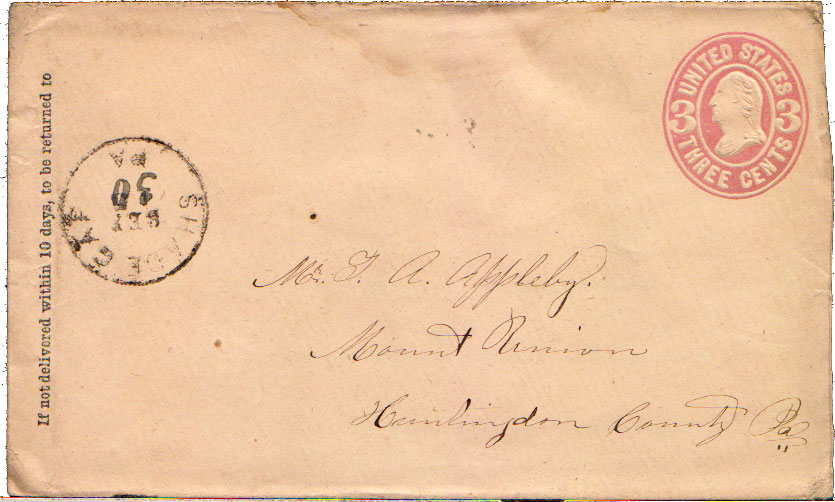 If not delivered within 10 days, to be returned to
UNITED STATES
3 3
THREE CENTS
SHADE GAP
SEP
30
PA
Mr. T. A. Appleby.
Mount Union
Huntingdon County Pa